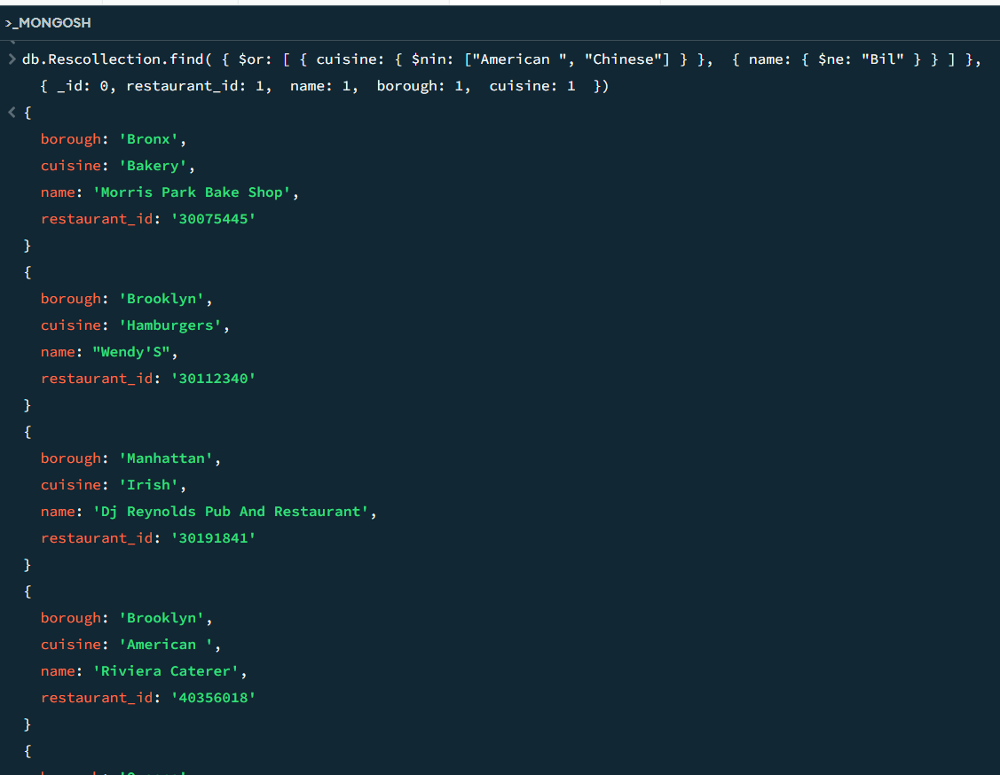 >_MONGOSH
> db.Rescollection.find( { $or: [ { cuisine: { $nin: ["American ", "Chinese"] } },  { name: { $ne: "Bil" } } ] },
{ _id: 0, restaurant_id: 1,  name: 1,  borough: 1,  cuisine: 1  })
< {
borough: 'Bronx',
cuisine: 'Bakery',
name: 'Morris Park Bake Shop',
restaurant_id: '30075445'
}
{
borough: 'Brooklyn',
cuisine: 'Hamburgers',
name: "Wendy'S",
restaurant_id: '30112340'
}
{
borough: 'Manhattan',
cuisine: 'Irish',
name: 'Dj Reynolds Pub And Restaurant',
restaurant_id: '30191841'
}
{
borough: 'Brooklyn',
cuisine: 'American ',
name: 'Riviera Caterer',
restaurant_id: '40356018'
}
{